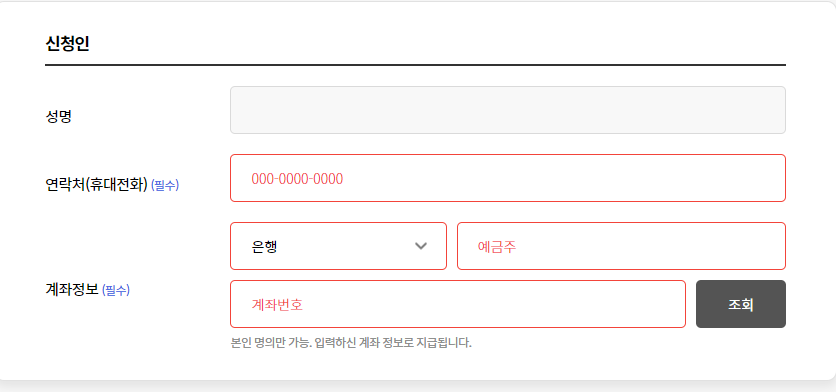 신청인
성명
연락처(휴대전화) (필수)
000-0000-0000
은행
예금주
계좌정보 (필수)
계좌번호
조회
본인 명의만 가능. 입력하신 계좌 정보로 지급됩니다.